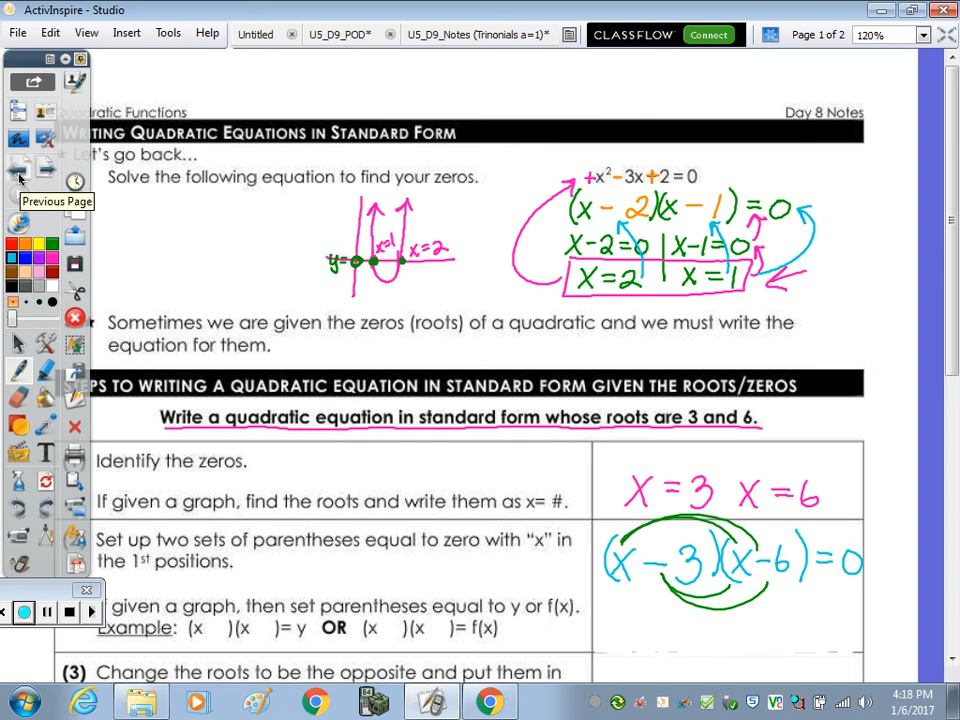 ActivInspire - Studio
File Edit View Insert Tools Help Untitled U5_D9_POD* U5_D9_Notes (Trinonials a=1)* CLASSFLOW Connect Page 1 of 2 120%
Quadratic Functions Day 8 Notes
WRITING QUADRATIC EQUATIONS IN STANDARD FORM
Let's go back...
Solve the following equation to find your zeros.
+x² - 3x + 2 = 0
(x - 2)(x - 1) = 0
x-2=0 | x-1=0
x=2 | x=1
x=1 x=2
y=0
Previous Page
Sometimes we are given the zeros (roots) of a quadratic and we must write the
equation for them.
STEPS TO WRITING A QUADRATIC EQUATION IN STANDARD FORM GIVEN THE ROOTS/ZEROS
Write a quadratic equation in standard form whose roots are 3 and 6.
Identify the zeros.
If given a graph, find the roots and write them as x= #.
x=3 x=6
Set up two sets of parentheses equal to zero with "x" in
the 1st positions.
(x-3)(x-6)=0
If given a graph, then set parentheses equal to y or f(x).
Example: (x )(x )= y OR (x )(x )= f(x)
(3) Change the roots to be the opposite and put them in
4:18 PM
1/6/2017